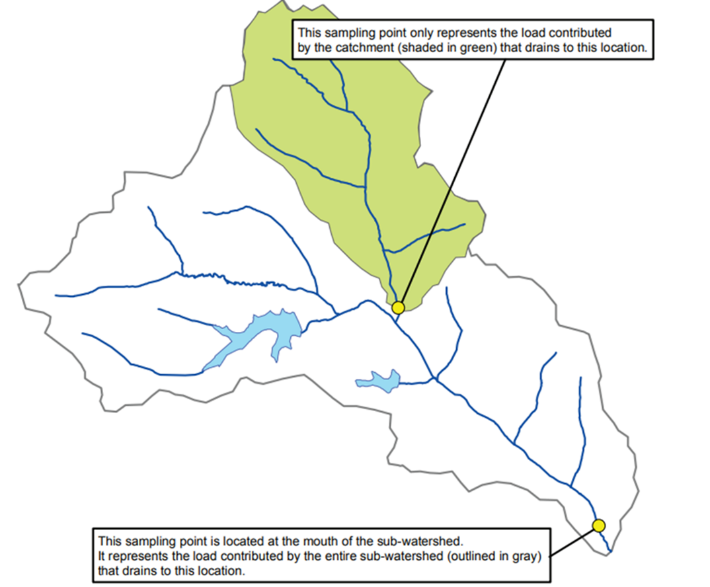 This sampling point only represents the load contributed
by the catchment (shaded in green) that drains to this location.
This sampling point is located at the mouth of the sub-watershed.
It represents the load contributed by the entire sub-watershed (outlined in gray)
that drains to this location.